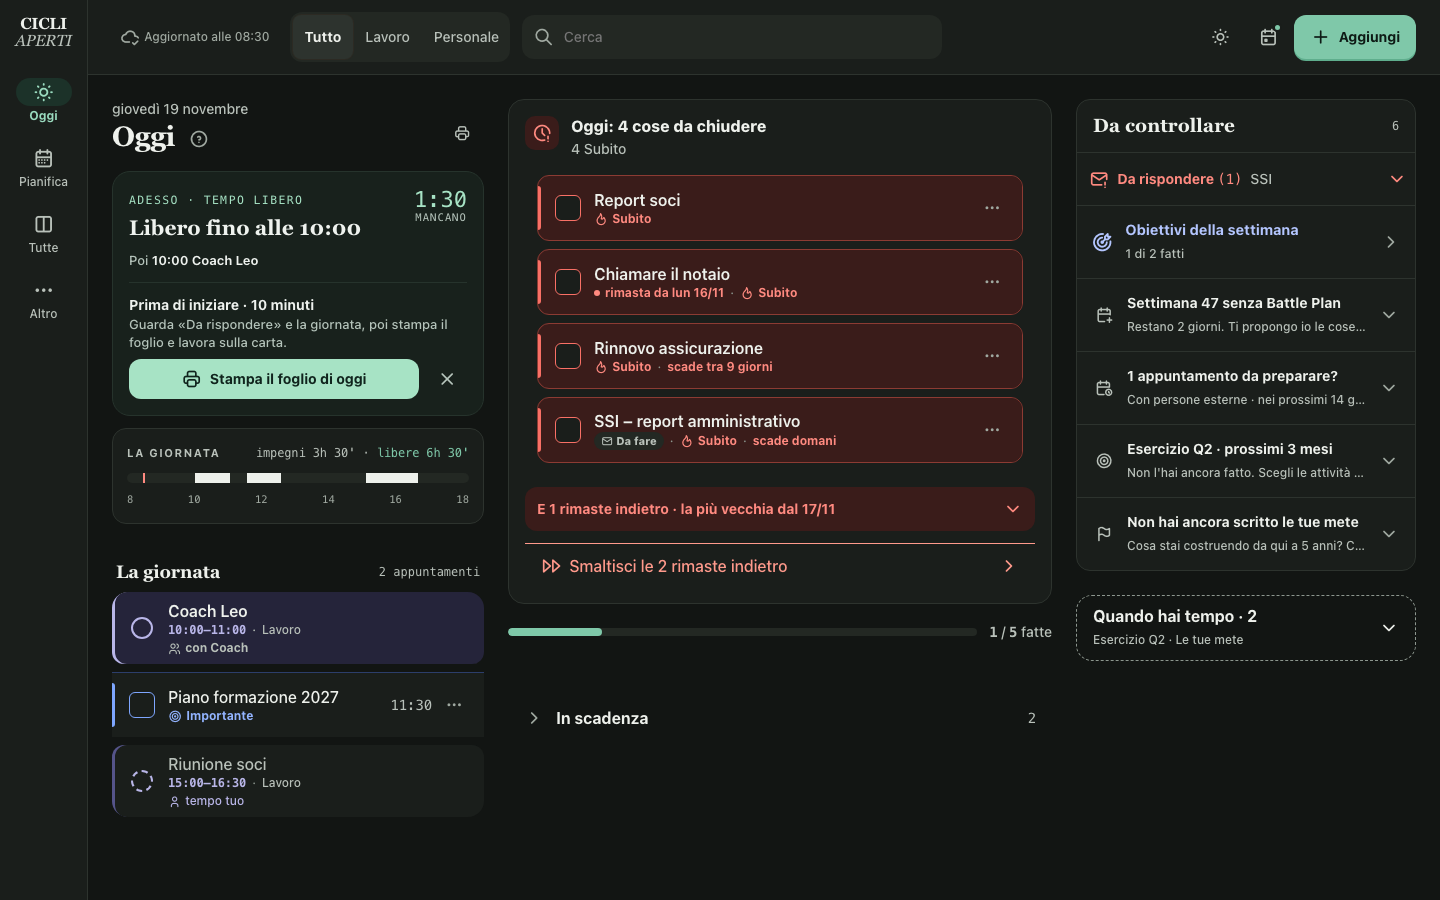 CICLI
APERTI
Oggi
Pianifica
Tutte
Altro
Aggiornato alle 08:30
Tutto
Lavoro
Personale
Cerca
Aggiungi
giovedì 19 novembre
Oggi
ADESSO · TEMPO LIBERO
1:30
MANCANO
Libero fino alle 10:00
Poi 10:00 Coach Leo
Prima di iniziare · 10 minuti
Guarda «Da rispondere» e la giornata, poi stampa il
foglio e lavora sulla carta.
Stampa il foglio di oggi
LA GIORNATA
impegni 3h 30' · libere 6h 30'
8 10 12 14 16 18
La giornata
2 appuntamenti
Coach Leo
10:00–11:00 · Lavoro
con Coach
Piano formazione 2027
Importante
11:30
Riunione soci
15:00–16:30 · Lavoro
tempo tuo
Oggi: 4 cose da chiudere
4 Subito
Report soci
Subito
Chiamare il notaio
rimasta da lun 16/11 · Subito
Rinnovo assicurazione
Subito · scade tra 9 giorni
SSI – report amministrativo
Da fare · Subito · scade domani
E 1 rimaste indietro · la più vecchia dal 17/11
Smaltisci le 2 rimaste indietro
1 / 5 fatte
In scadenza
2
Da controllare
6
Da rispondere (1) SSI
Obiettivi della settimana
1 di 2 fatti
Settimana 47 senza Battle Plan
Restano 2 giorni. Ti propongo io le cose...
1 appuntamento da preparare?
Con persone esterne · nei prossimi 14 g...
Esercizio Q2 · prossimi 3 mesi
Non l'hai ancora fatto. Scegli le attività ...
Non hai ancora scritto le tue mete
Cosa stai costruendo da qui a 5 anni? C...
Quando hai tempo · 2
Esercizio Q2 · Le tue mete